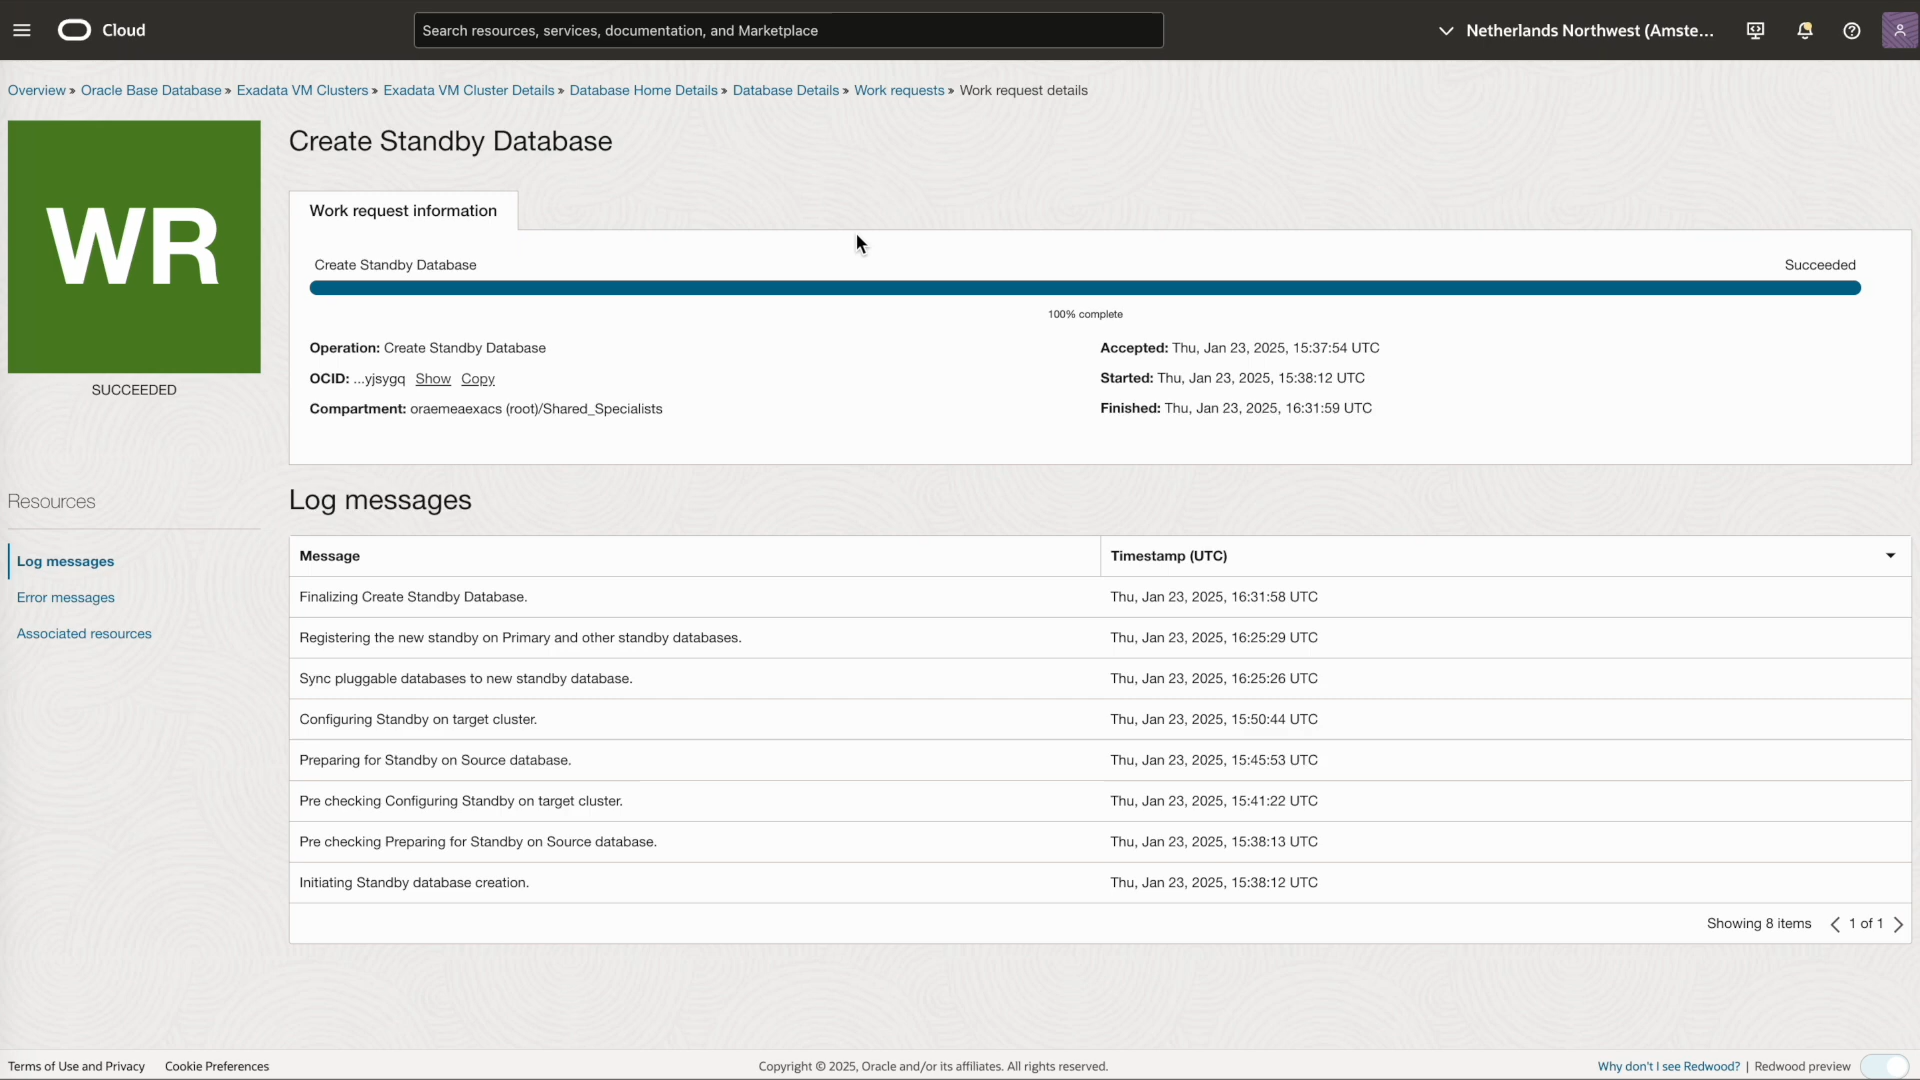 Cloud
Search resources, services, documentation, and Marketplace
Netherlands Northwest (Amste...
Overview » Oracle Base Database » Exadata VM Clusters » Exadata VM Cluster Details » Database Home Details » Database Details » Work requests » Work request details
WR
SUCCEEDED
Create Standby Database
Work request information
Create Standby Database Succeeded
100% complete
Operation: Create Standby Database
OCID: ...yjsygq Show Copy
Compartment: oraemeaexacs (root)/Shared_Specialists
Accepted: Thu, Jan 23, 2025, 15:37:54 UTC
Started: Thu, Jan 23, 2025, 15:38:12 UTC
Finished: Thu, Jan 23, 2025, 16:31:59 UTC
Resources
Log messages
Error messages
Associated resources
Log messages
Message Timestamp (UTC)
Finalizing Create Standby Database. Thu, Jan 23, 2025, 16:31:58 UTC
Registering the new standby on Primary and other standby databases. Thu, Jan 23, 2025, 16:25:29 UTC
Sync pluggable databases to new standby database. Thu, Jan 23, 2025, 16:25:26 UTC
Configuring Standby on target cluster. Thu, Jan 23, 2025, 15:50:44 UTC
Preparing for Standby on Source database. Thu, Jan 23, 2025, 15:45:53 UTC
Pre checking Configuring Standby on target cluster. Thu, Jan 23, 2025, 15:41:22 UTC
Pre checking Preparing for Standby on Source database. Thu, Jan 23, 2025, 15:38:13 UTC
Initiating Standby database creation. Thu, Jan 23, 2025, 15:38:12 UTC
Showing 8 items 1 of 1
Terms of Use and Privacy Cookie Preferences Copyright © 2025, Oracle and/or its affiliates. All rights reserved. Why don't I see Redwood? | Redwood preview